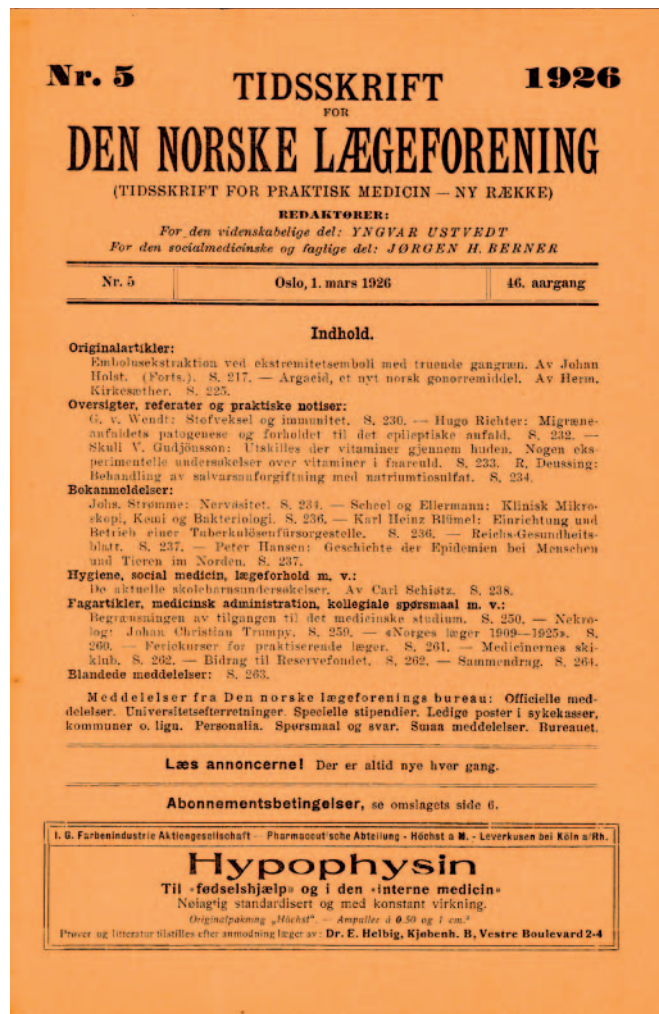 Nr. 5 1926
TIDSSKRIFT
FOR
DEN NORSKE LÆGEFORENING
(TIDSSKRIFT FOR PRAKTISK MEDICIN — NY RÆKKE)
REDAKTØRER:
For den videnskabelige del: YNGVAR USTVEDT
For den socialmedicinske og faglige del: JØRGEN H. BERNER
Nr. 5 Oslo, 1. mars 1926 46. aargang
Indhold.
Originalartikler:
Embolusekstraktion ved ekstremitetsemboli med truende gangræn. Av Johan
Holst. (Forts.). S. 217. — Argacid, et nyt norsk gonorremiddel. Av Herm.
Kirkesæther. S. 225.
Oversigter, referater og praktiske notiser:
G. v. Wendt: Stofveksel og immunitet. S. 230. — Hugo Richter: Migræne-
anfaldets patogenese og forholdet til det epileptiske anfald. S. 232. —
Skuli V. Gudjönsson: Utskilles der vitaminer gjennem huden. Nogen eks-
perimentelle undersøkelser over vitaminer i faareuld. S. 233. R. Deussing:
Behandling av salvarsanforgiftning med natriumtiosulfat. S. 234.
Bokanmeldelser:
Johs. Strømme: Nervøsitet. S. 234. — Scheel og Ellermann: Klinisk Mikro-
skopi, Kemi og Bakteriologi. S. 236. — Karl Heinz Blümel: Einrichtung und
Betrieb einer Tuberkulösenfürsorgestelle. S. 236. — Reichs-Gesundheits-
blatt. S. 237. — Peter Hansen: Geschichte der Epidemien bei Menschen
und Tieren im Norden. S. 237.
Hygiene, social medicin, lægeforhold m. v.:
De aktuelle skolebarnsundersøkelser. Av Carl Schiøtz. S. 238.
Fagartikler, medicinsk administration, kollegiale spørsmaal m. v.:
Begrænsningen av tilgangen til det medicinske studium. S. 250. — Nekro-
log: Johan Christian Trumpy. S. 259. — «Norges læger 1909—1925». S.
260. — Feriekurser for praktiserende læger. S. 261. — Medicinernes ski-
klub. S. 262. — Bidrag til Reservefondet. S. 262. — Sammendrag. S. 264.
Blandede meddelelser: S. 263.
Meddelelser fra Den norske lægeforenings bureau: Officielle med-
delelser. Universitetsefterretninger. Specielle stipendier. Ledige poster i sykekasser,
kommuner o. lign. Personalia. Spørsmaal og svar. Smaa meddelelser. Bureauet.
Læs annoncerne! Der er altid nye hver gang.
Abonnementsbetingelser, se omslagets side 6.
I. G. Farbenindustrie Aktiengesellschaft - Pharmaceutische Abteilung - Höchst a M. - Leverkusen bei Köln a/Rh.
Hypophysin
Til »fødselshjælp» og i den »interne medicin»
Nøiagtig standardisert og med konstant virkning.
Originalpakning „Höchst". — Ampuller á 0.50 og 1 cm.³
Prøver og litteratur tilstilles efter anmodning læger av: Dr. E. Helbig, Kjøbenh. B, Vestre Boulevard 2-4